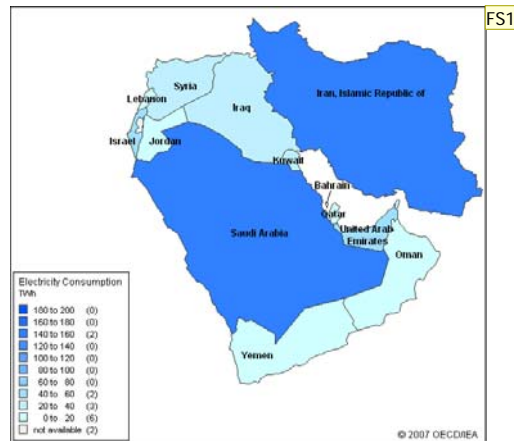 FS1
Iran, Islamic Republic of
Syria
Lebanon
Iraq
Israel
Jordan
Kuwait
Bahrain
Qatar
Saudi Arabia
United Arab
Emirates
Oman
Yemen
Electricity Consumption
TWh
180 to 200 (0)
160 to 180 (0)
140 to 160 (2)
120 to 140 (0)
100 to 120 (0)
80 to 100 (0)
60 to 80 (0)
40 to 60 (2)
20 to 40 (3)
0 to 20 (6)
not available (2)
© 2007 OECD/IEA